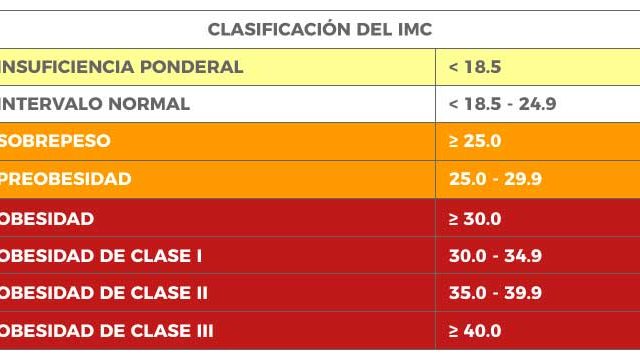 CLASIFICACIÓN DEL IMC
INSUFICIENCIA PONDERAL < 18.5
INTERVALO NORMAL < 18.5 - 24.9
SOBREPESO ≥ 25.0
PREOBESIDAD 25.0 - 29.9
OBESIDAD ≥ 30.0
OBESIDAD DE CLASE I 30.0 - 34.9
OBESIDAD DE CLASE II 35.0 - 39.9
OBESIDAD DE CLASE III ≥ 40.0